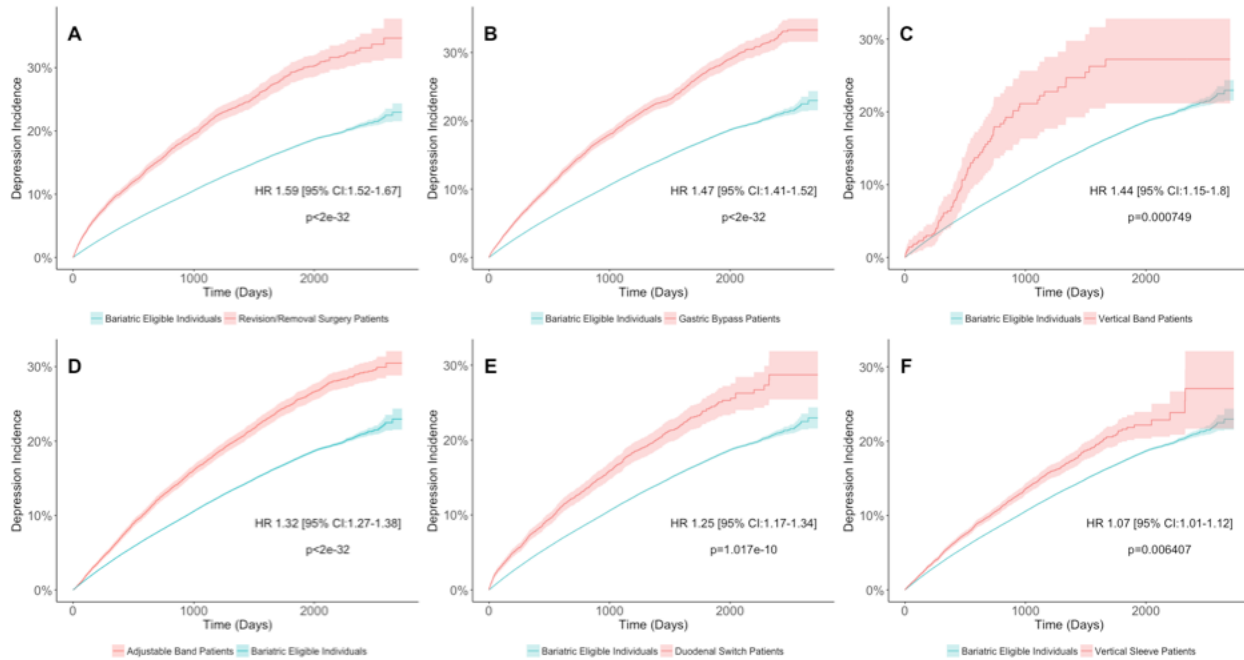 A
Depression Incidence
30%
20%
10%
0%
HR 1.59 [95% CI:1.52-1.67]
p<2e-32
0 1000 2000
Time (Days)
Bariatric Eligible Individuals Revision/Removal Surgery Patients
B
Depression Incidence
30%
20%
10%
0%
HR 1.47 [95% CI:1.41-1.52]
p<2e-32
0 1000 2000
Time (Days)
Bariatric Eligible Individuals Gastric Bypass Patients
C
Depression Incidence
30%
20%
10%
0%
HR 1.44 [95% CI:1.15-1.8]
p=0.000749
0 1000 2000
Time (Days)
Bariatric Eligible Individuals Vertical Band Patients
D
Depression Incidence
30%
20%
10%
0%
HR 1.32 [95% CI:1.27-1.38]
p<2e-32
0 1000 2000
Time (Days)
Adjustable Band Patients Bariatric Eligible Individuals
E
Depression Incidence
30%
20%
10%
0%
HR 1.25 [95% CI:1.17-1.34]
p=1.017e-10
0 1000 2000
Time (Days)
Bariatric Eligible Individuals Duodenal Switch Patients
F
Depression Incidence
30%
20%
10%
0%
HR 1.07 [95% CI:1.01-1.12]
p=0.006407
0 1000 2000
Time (Days)
Bariatric Eligible Individuals Vertical Sleeve Patients